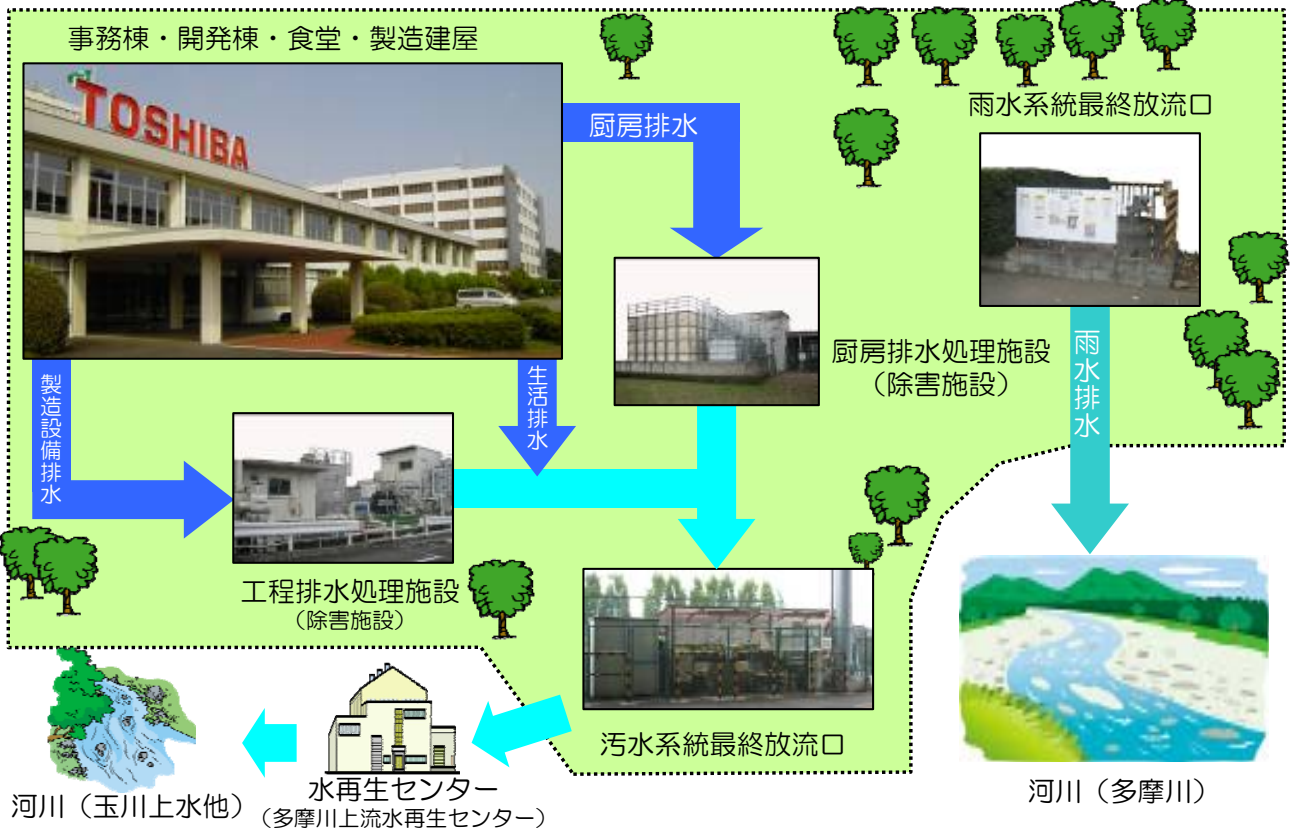 事務棟・開発棟・食堂・製造建屋
TOSHIBA
厨房排水
雨水系統最終放流口
厨房排水処理施設
（除害施設）
雨水排水
製造設備排水
生活排水
工程排水処理施設
（除害施設）
汚水系統最終放流口
水再生センター
（多摩川上流水再生センター）
河川（玉川上水他）
河川（多摩川）